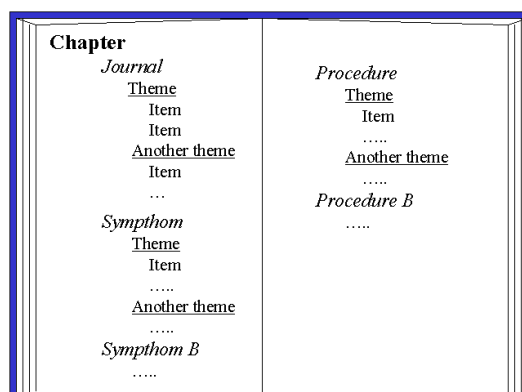 Chapter
Journal
Theme
Item
Item
Another theme
Item
...
Sympthom
Theme
Item
.....
Another theme
.....
Sympthom B
.....
Procedure
Theme
Item
.....
Another theme
.....
Procedure B
.....